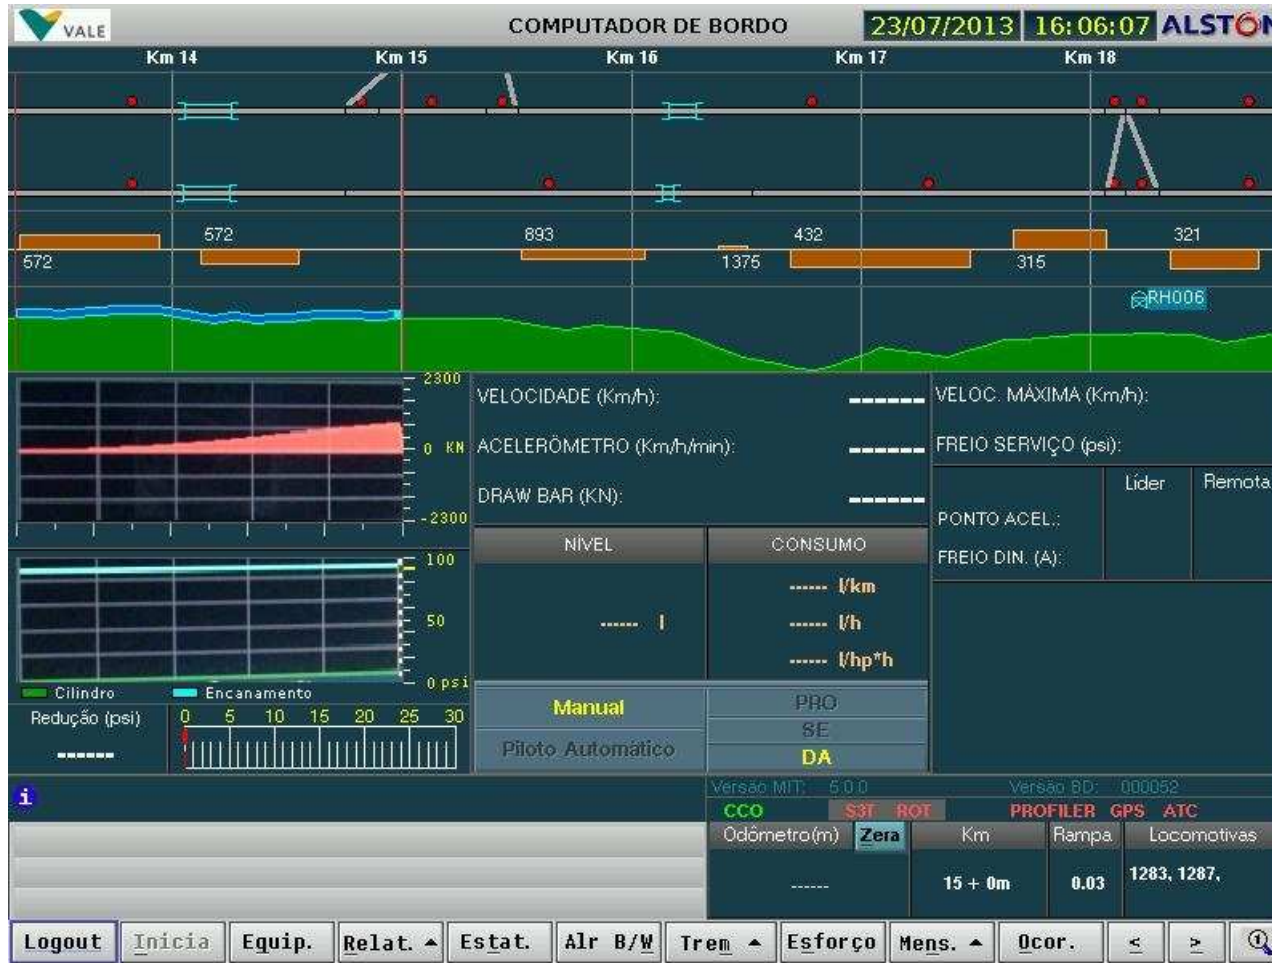 VALE
COMPUTADOR DE BORDO
23/07/2013 16:06:07 ALSTOM
Km 14 Km 15 Km 16 Km 17 Km 18
572 893 432 321
572 1375 315
RH006
2300
0 KN
-2300
VELOCIDADE (Km/h): ------
ACELERÔMETRO (Km/h/min): ------
DRAW BAR (KN): ------
VELOC. MÁXIMA (Km/h):
FREIO SERVIÇO (psi):
Líder Remota
PONTO ACEL.:
FREIO DIN. (A):
100
50
0 psi
Cilindro Encanamento
NÍVEL CONSUMO
------ l/km
------ l ------ l/h
------ l/hp*h
Redução (psi) 0 5 10 15 20 25 30
------
Manual PRO
SE
Piloto Automático DA
Versão MIT: 5.0.0 Versão BD: 000052
CCO S3T ROT PROFILER GPS ATC
Odômetro(m) Zera Km Rampa Locomotivas
------ 15 + 0m 0.03 1283, 1287,
Logout Inicia Equip. Relat. Estat. Alr B/W Trem Esforço Mens. Ocor. < >